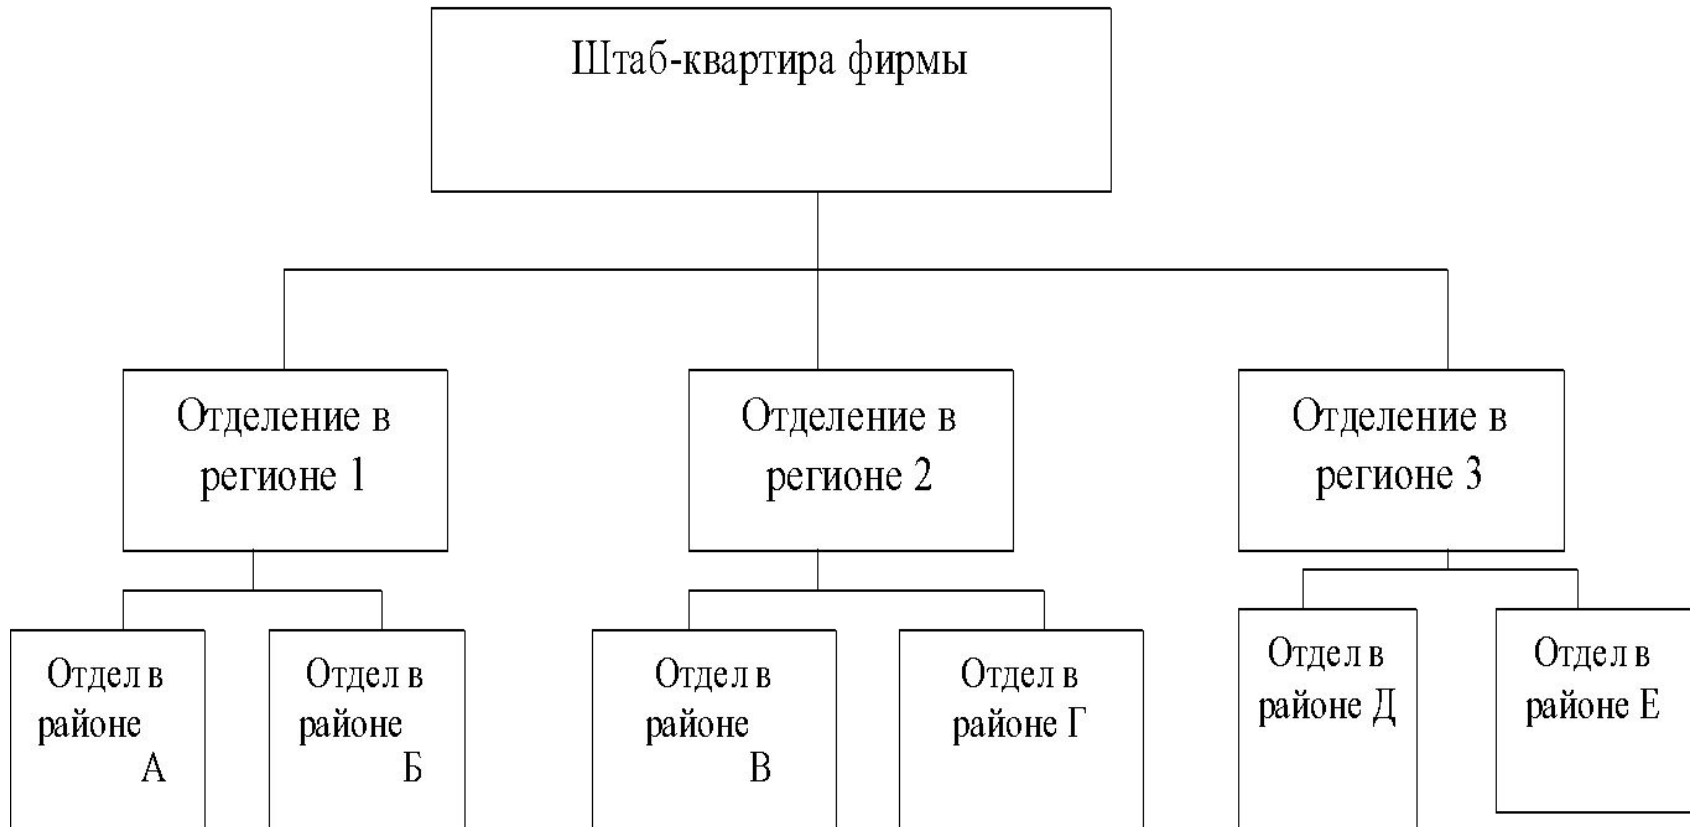 Штаб-квартира фирмы
Отделение в
регионе 1
Отделение в
регионе 2
Отделение в
регионе 3
Отдел в
районе
А
Отдел в
районе
Б
Отдел в
районе
В
Отдел в
районе Г
Отдел в
районе Д
Отдел в
районе Е